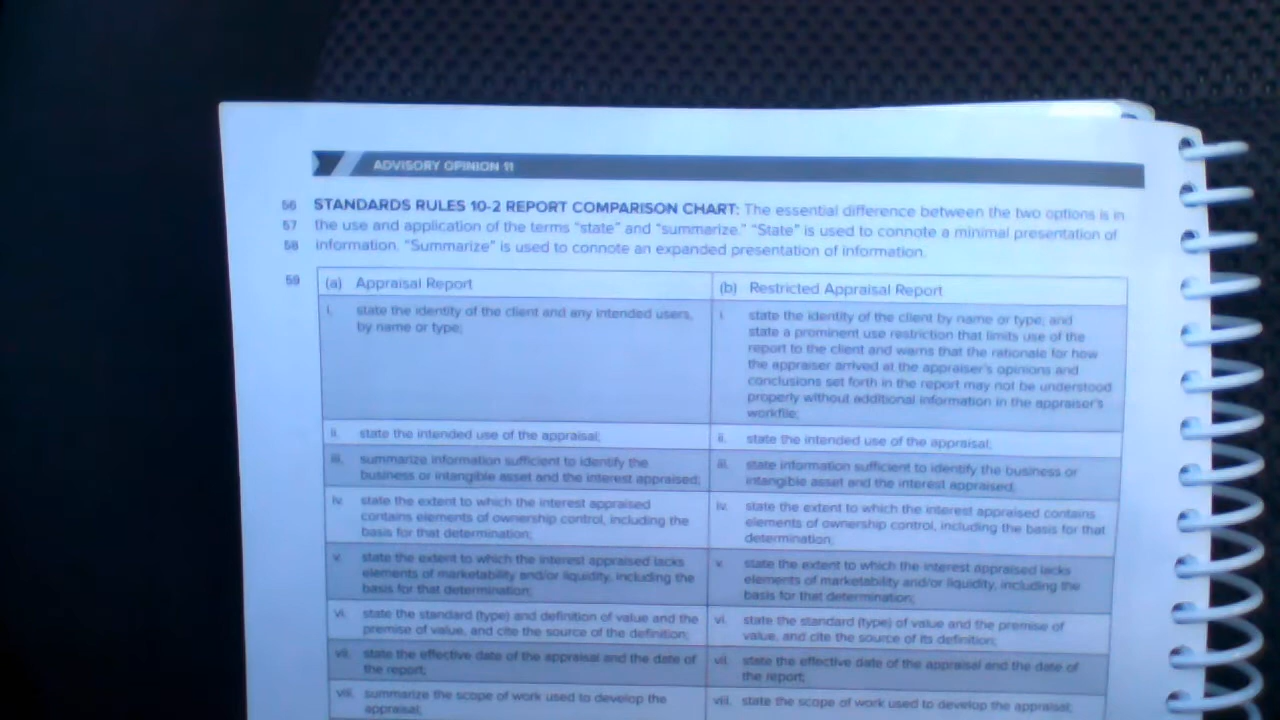 ADVISORY OPINION 11
56 STANDARDS RULES 10-2 REPORT COMPARISON CHART: The essential difference between the two options is in
57 the use and application of the terms "state" and "summarize." "State" is used to connote a minimal presentation of
58 information. "Summarize" is used to connote an expanded presentation of information.
59 (a) Appraisal Report
(b) Restricted Appraisal Report
i. state the identity of the client and any intended users,
by name or type;
i. state the identity of the client by name or type; and
state a prominent use restriction that limits use of the
report to the client and warns that the rationale for how
the appraiser arrived at the appraiser's opinions and
conclusions set forth in the report may not be understood
properly without additional information in the appraiser's
workfile;
ii. state the intended use of the appraisal;
ii. state the intended use of the appraisal;
iii. summarize information sufficient to identify the
business or intangible asset and the interest appraised;
iii. state information sufficient to identify the business or
intangible asset and the interest appraised;
iv. state the extent to which the interest appraised
contains elements of ownership control, including the
basis for that determination;
iv. state the extent to which the interest appraised contains
elements of ownership control, including the basis for that
determination;
v. state the extent to which the interest appraised lacks
elements of marketability and/or liquidity, including the
basis for that determination;
v. state the extent to which the interest appraised lacks
elements of marketability and/or liquidity, including the
basis for that determination;
vi. state the standard (type) and definition of value and the
premise of value, and cite the source of the definition;
vi. state the standard (type) of value and the premise of
value, and cite the source of its definition;
vii. state the effective date of the appraisal and the date of
the report;
vii. state the effective date of the appraisal and the date of
the report;
viii. summarize the scope of work used to develop the
appraisal;
viii. state the scope of work used to develop the appraisal;